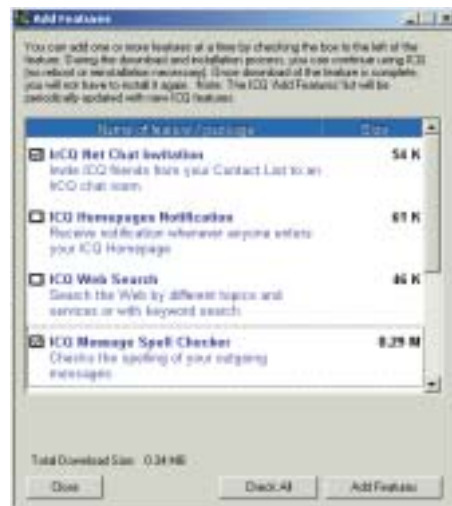 Add Features
You can add one or more features at a time by checking the box to the left of the
feature. During the download and installation process, you can continue using ICQ
(no reboot or reinstallation necessary). Once download of the feature is complete,
you will not have to install it again. Note: The ICQ 'Add Features' list will be
periodically updated with new ICQ features.
Name of feature / package Size
IrCQ Net Chat Invitation 54 K
Invite ICQ friends from your Contact List to an
IrCQ chat room.
ICQ Homepages Notification 61 K
Receive notification whenever anyone enters
your ICQ Homepage
ICQ Web Search 46 K
Search the Web by different topics and
services or with keyword search.
ICQ Message Spell Checker 0.29 M
Checks the spelling of your outgoing
messages
Total Download Size: 0.34 MB
Close Check All Add Features